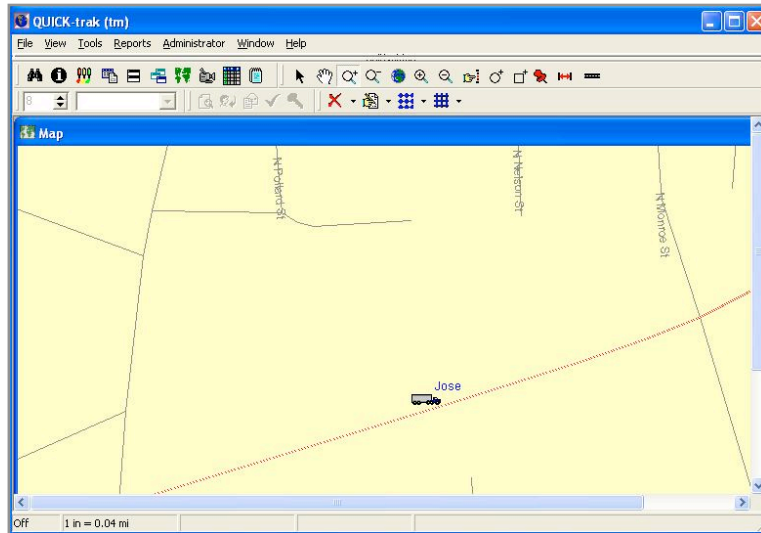 QUICK-trak (tm)
File View Tools Reports Administrator Window Help
8
Map
N Pollard St
N Nelson St
N Monroe St
Jose
Off 1 in = 0.04 mi